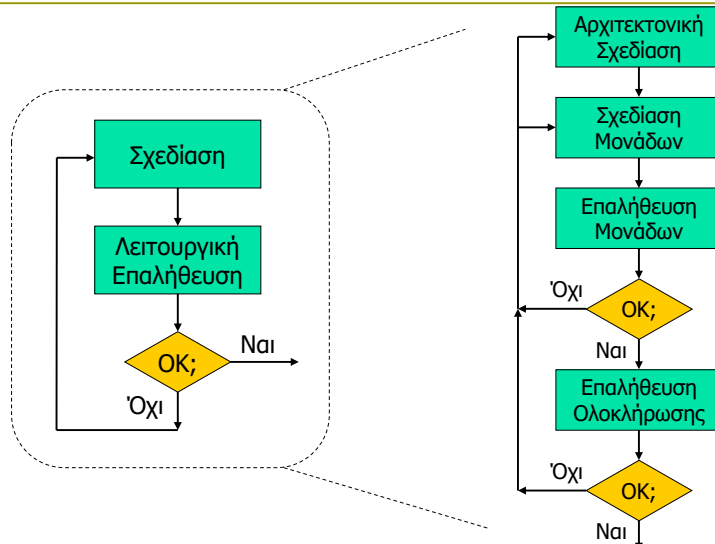 Σχεδίαση
Λειτουργική
Επαλήθευση
OK;
Ναι
Όχι
Αρχιτεκτονική
Σχεδίαση
Σχεδίαση
Μονάδων
Επαλήθευση
Μονάδων
Όχι
OK;
Ναι
Επαλήθευση
Ολοκλήρωσης
Όχι
OK;
Ναι